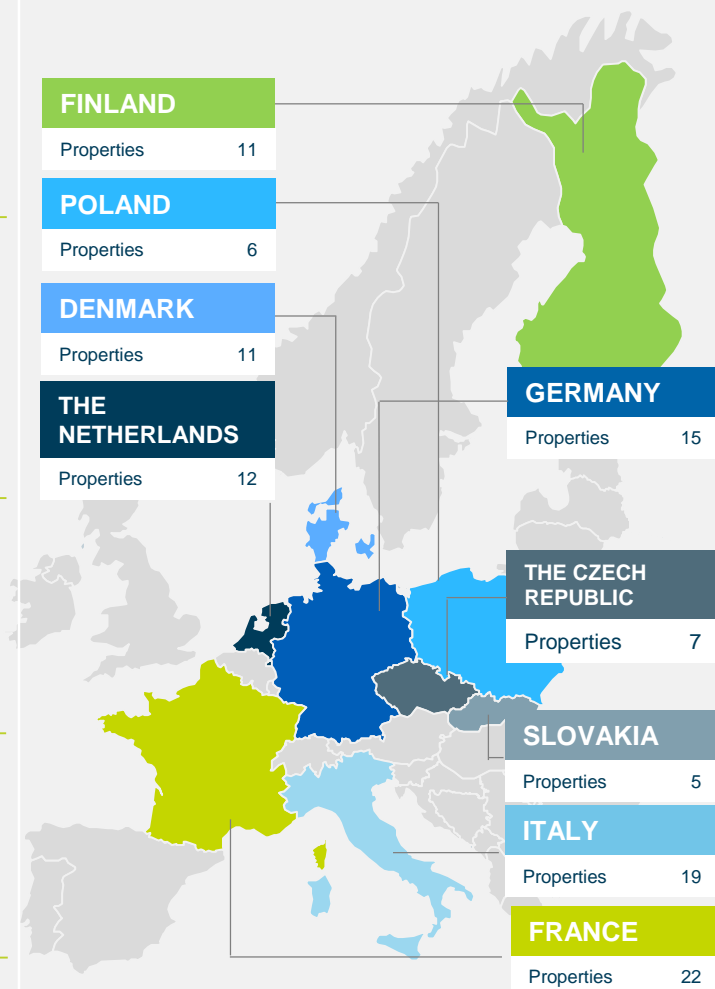 FINLAND
Properties 11
POLAND
Properties 6
DENMARK
Properties 11
THE
NETHERLANDS
Properties 12
GERMANY
Properties 15
THE CZECH
REPUBLIC
Properties 7
SLOVAKIA
Properties 5
ITALY
Properties 19
FRANCE
Properties 22